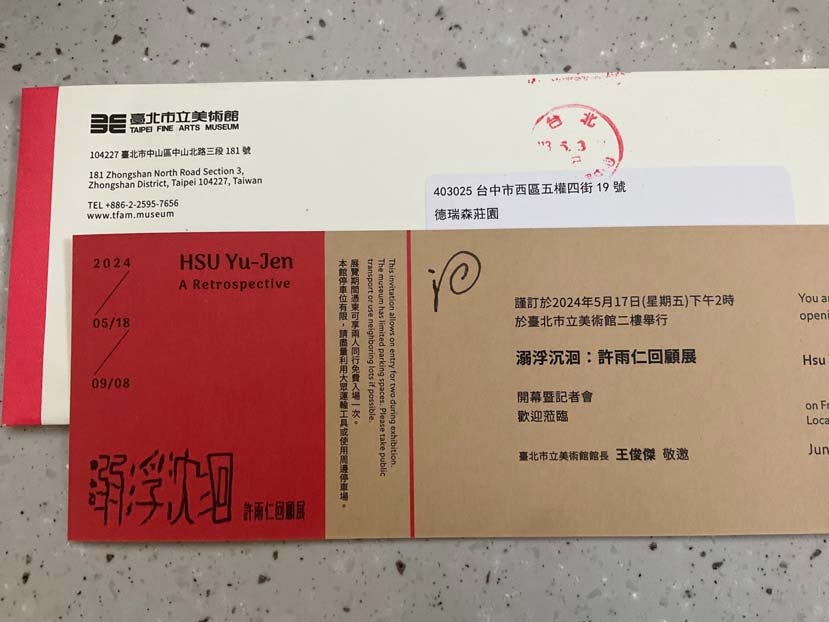 臺北市立美術館
TAIPEI FINE ARTS MUSEUM
104227 臺北市中山區中山北路三段 181 號
181 Zhongshan North Road Section 3,
Zhongshan District, Taipei 104227, Taiwan
TEL +886-2-2595-7656
www.tfam.museum
台北
403025 台中市西區五權四街 19 號
德瑞森莊園
2024
05/18
09/08
HSU Yu-Jen
A Retrospective
溺浮沉洄
許雨仁回顧展
This invitation allows on entry for two during exhibition.
The museum has limited parking spaces. Please take public
transport or use neighboring lots if possible.
展覽期間憑柬可享兩人同行免費入場一次。
本館停車位有限，請盡量利用大眾運輸工具或使用周邊停車場。
謹訂於2024年5月17日(星期五)下午2時
於臺北市立美術館二樓舉行
溺浮沉洄：許雨仁回顧展
開幕暨記者會
歡迎蒞臨
臺北市立美術館館長 王俊傑 敬邀
You
Hsu
on
Jun